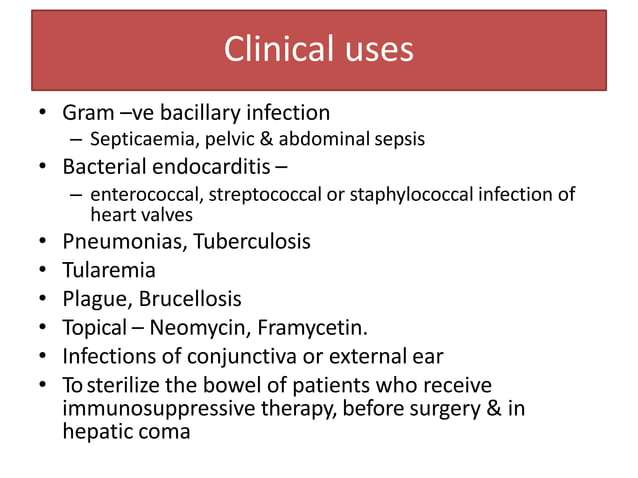 Clinical uses
• Gram –ve bacillary infection
– Septicaemia, pelvic & abdominal sepsis
• Bacterial endocarditis –
– enterococcal, streptococcal or staphylococcal infection of
heart valves
• Pneumonias, Tuberculosis
• Tularemia
• Plague, Brucellosis
• Topical – Neomycin, Framycetin.
• Infections of conjunctiva or external ear
• To sterilize the bowel of patients who receive
immunosuppressive therapy, before surgery & in
hepatic coma